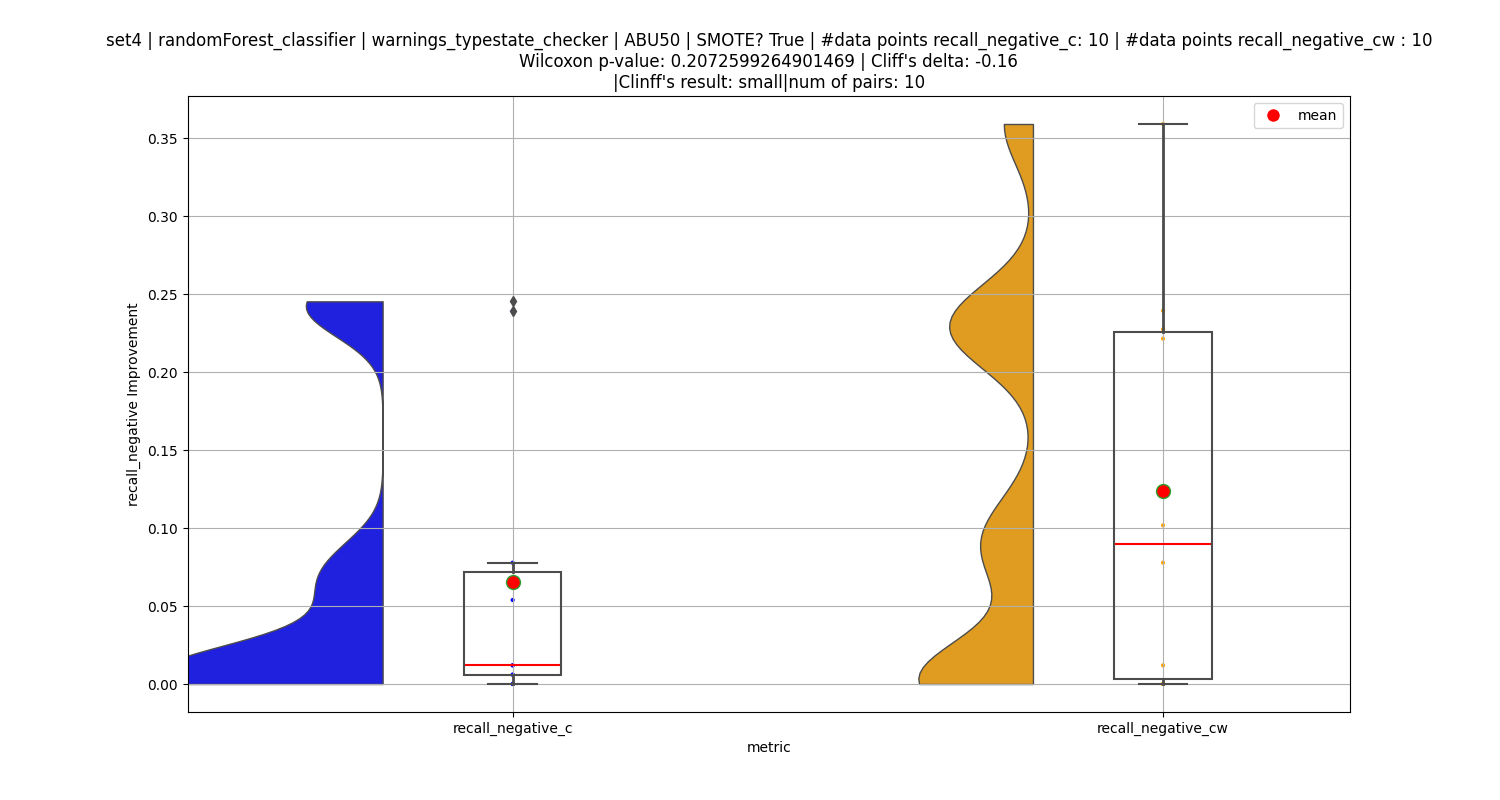 set4 | randomForest_classifier | warnings_typestate_checker | ABU50 | SMOTE? True | #data points recall_negative_c: 10 | #data points recall_negative_cw : 10
Wilcoxon p-value: 0.2072599264901469 | Cliff's delta: -0.16
|Clinff's result: small|num of pairs: 10
mean
0.35
0.30
0.25
0.20
0.15
0.10
0.05
0.00
recall_negative Improvement
recall_negative_c
recall_negative_cw
metric